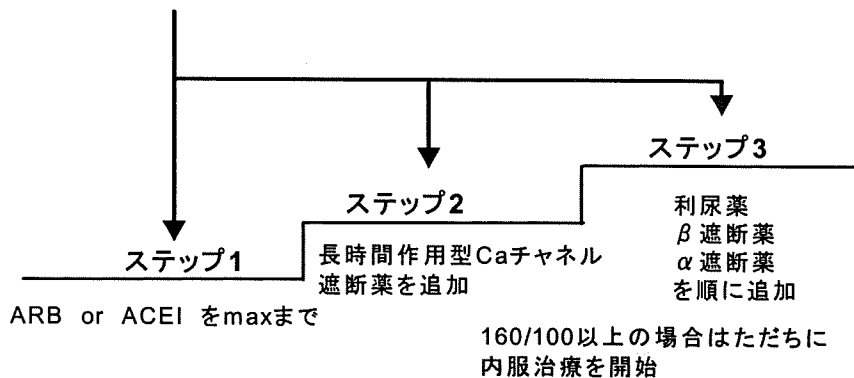 ステップ1
ARB or ACEI をmaxまで
ステップ2
長時間作用型Caチャネル
遮断薬を追加
ステップ3
利尿薬
β遮断薬
α遮断薬
を順に追加
160/100以上の場合はただちに
内服治療を開始